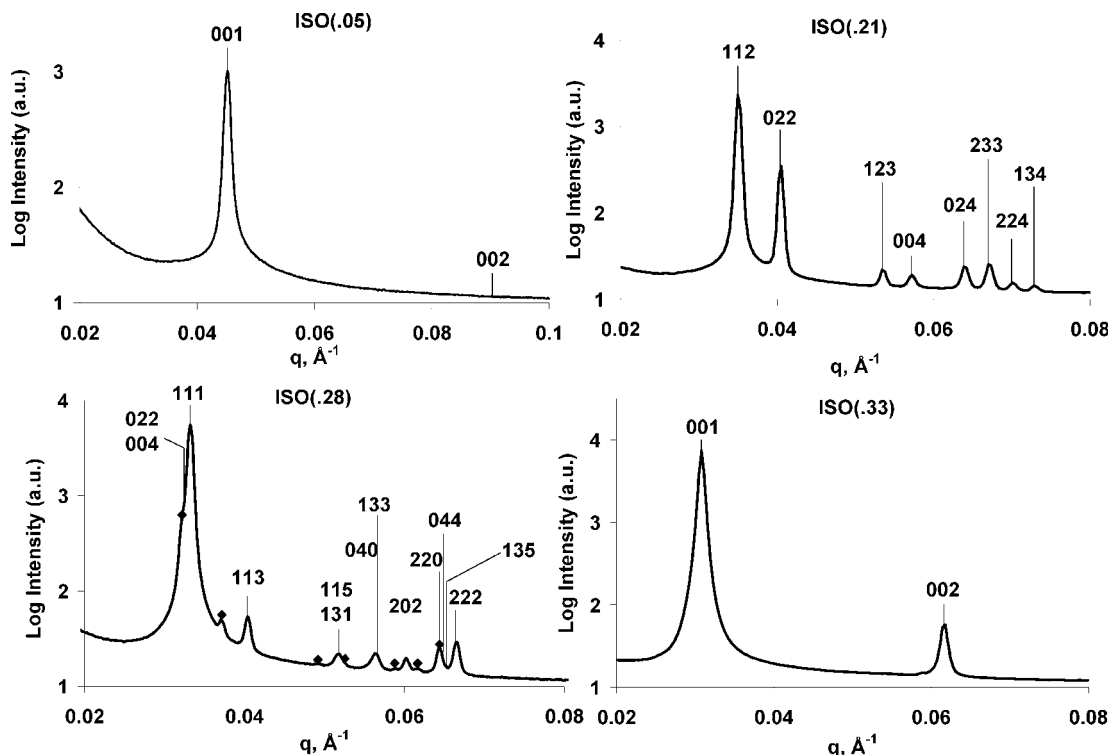 ISO(.05)
001
002
3
2
1
Log Intensity (a.u.)
0.02 0.04 0.06 0.08 0.1
q, Å-1
ISO(.21)
112
022
123
004
024
233
224
134
4
3
2
1
Log Intensity (a.u.)
0.02 0.04 0.06 0.08
q, Å-1
ISO(.28)
111
022
004
113
115
131
133
040
202
044
220
135
222
4
3
2
1
Log Intensity (a.u.)
0.02 0.04 0.06 0.08
q, Å-1
ISO(.33)
001
002
4
3
2
1
Log Intensity (a.u.)
0.02 0.04 0.06 0.08
q, Å-1